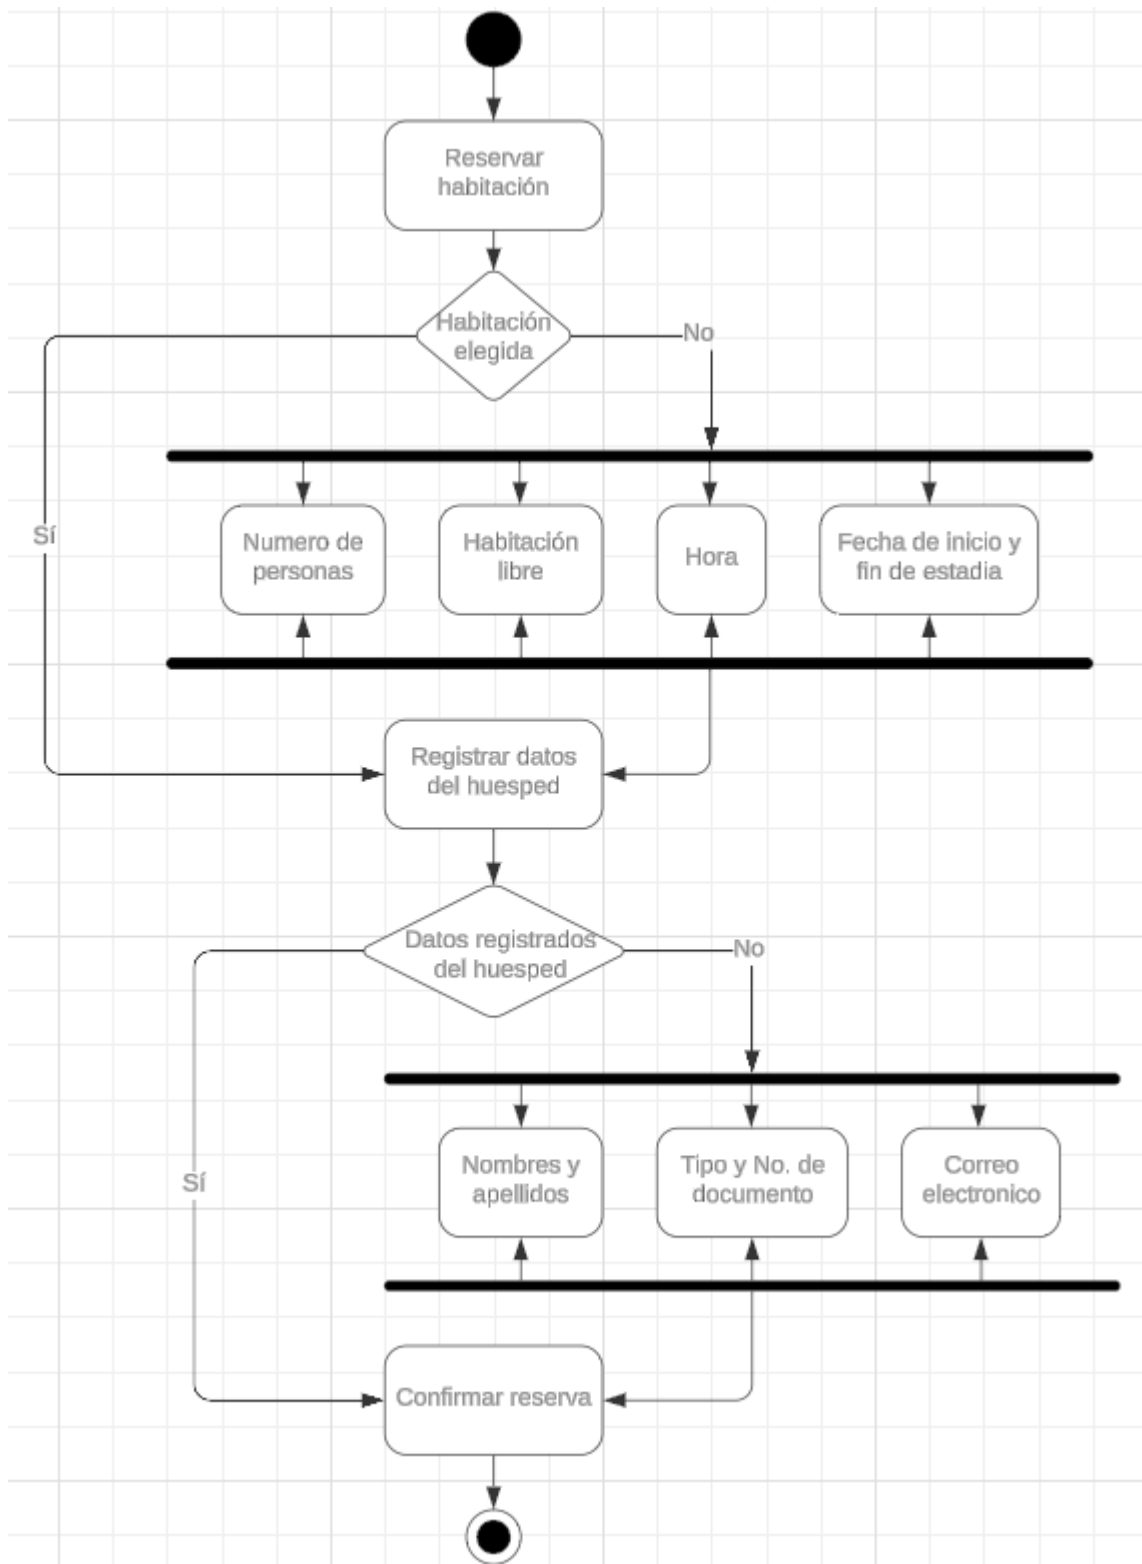 Reservar
habitación
Habitación
elegida
No
Sí
Numero de
personas
Habitación
libre
Hora
Fecha de inicio y
fin de estadia
Registrar datos
del huesped
Datos registrados
del huesped
No
Sí
Nombres y
apellidos
Tipo y No. de
documento
Correo
electronico
Confirmar reserva